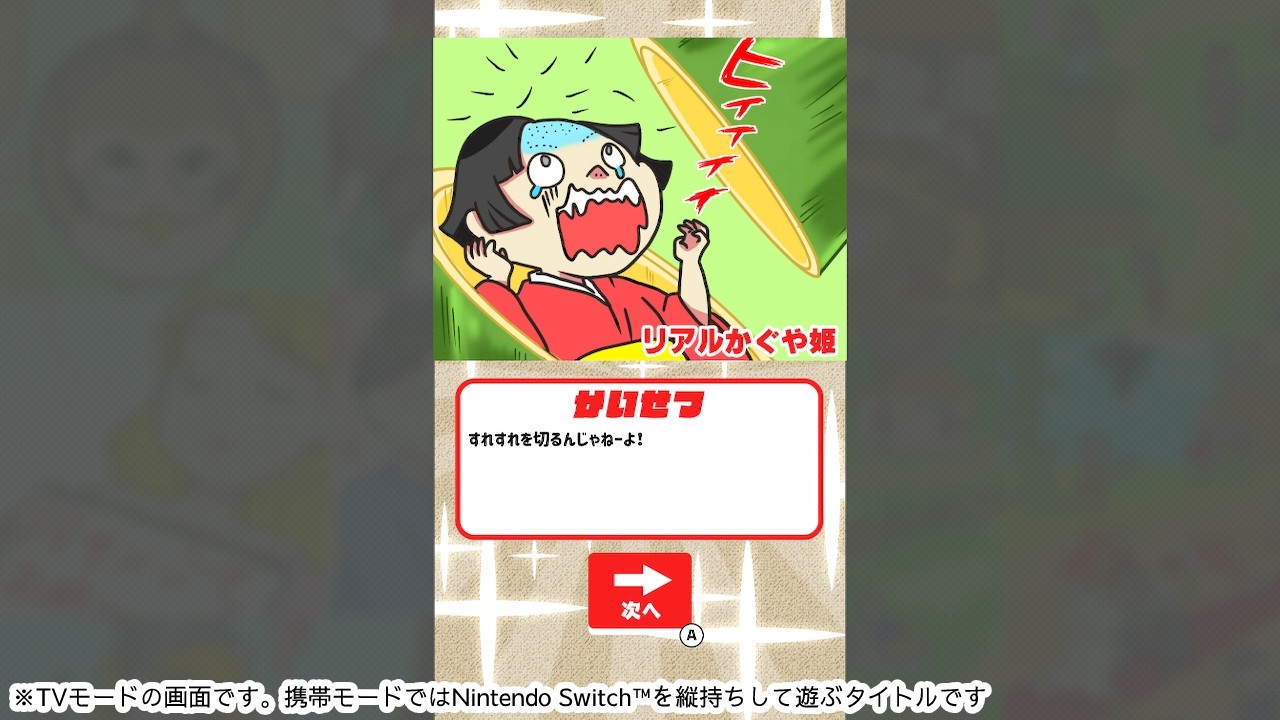 ヒィィィィ
リアルかぐや姫
かいせつ
すれすれを切るんじゃねーよ！
次へ
A
※TVモードの画面です。携帯モードではNintendo Switch™を縦持ちして遊ぶタイトルです